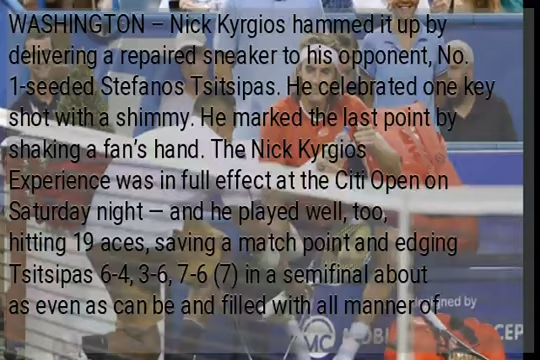 WASHINGTON – Nick Kyrgios hammed it up by
delivering a repaired sneaker to his opponent, No.
1-seeded Stefanos Tsitsipas. He celebrated one key
shot with a shimmy. He marked the last point by
shaking a fan's hand. The Nick Kyrgios
Experience was in full effect at the Citi Open on
Saturday night — and he played well, too,
hitting 19 aces, saving a match point and edging
Tsitsipas 6-4, 3-6, 7-6 (7) in a semifinal about
as even as can be and filled with all manner of
by
MC